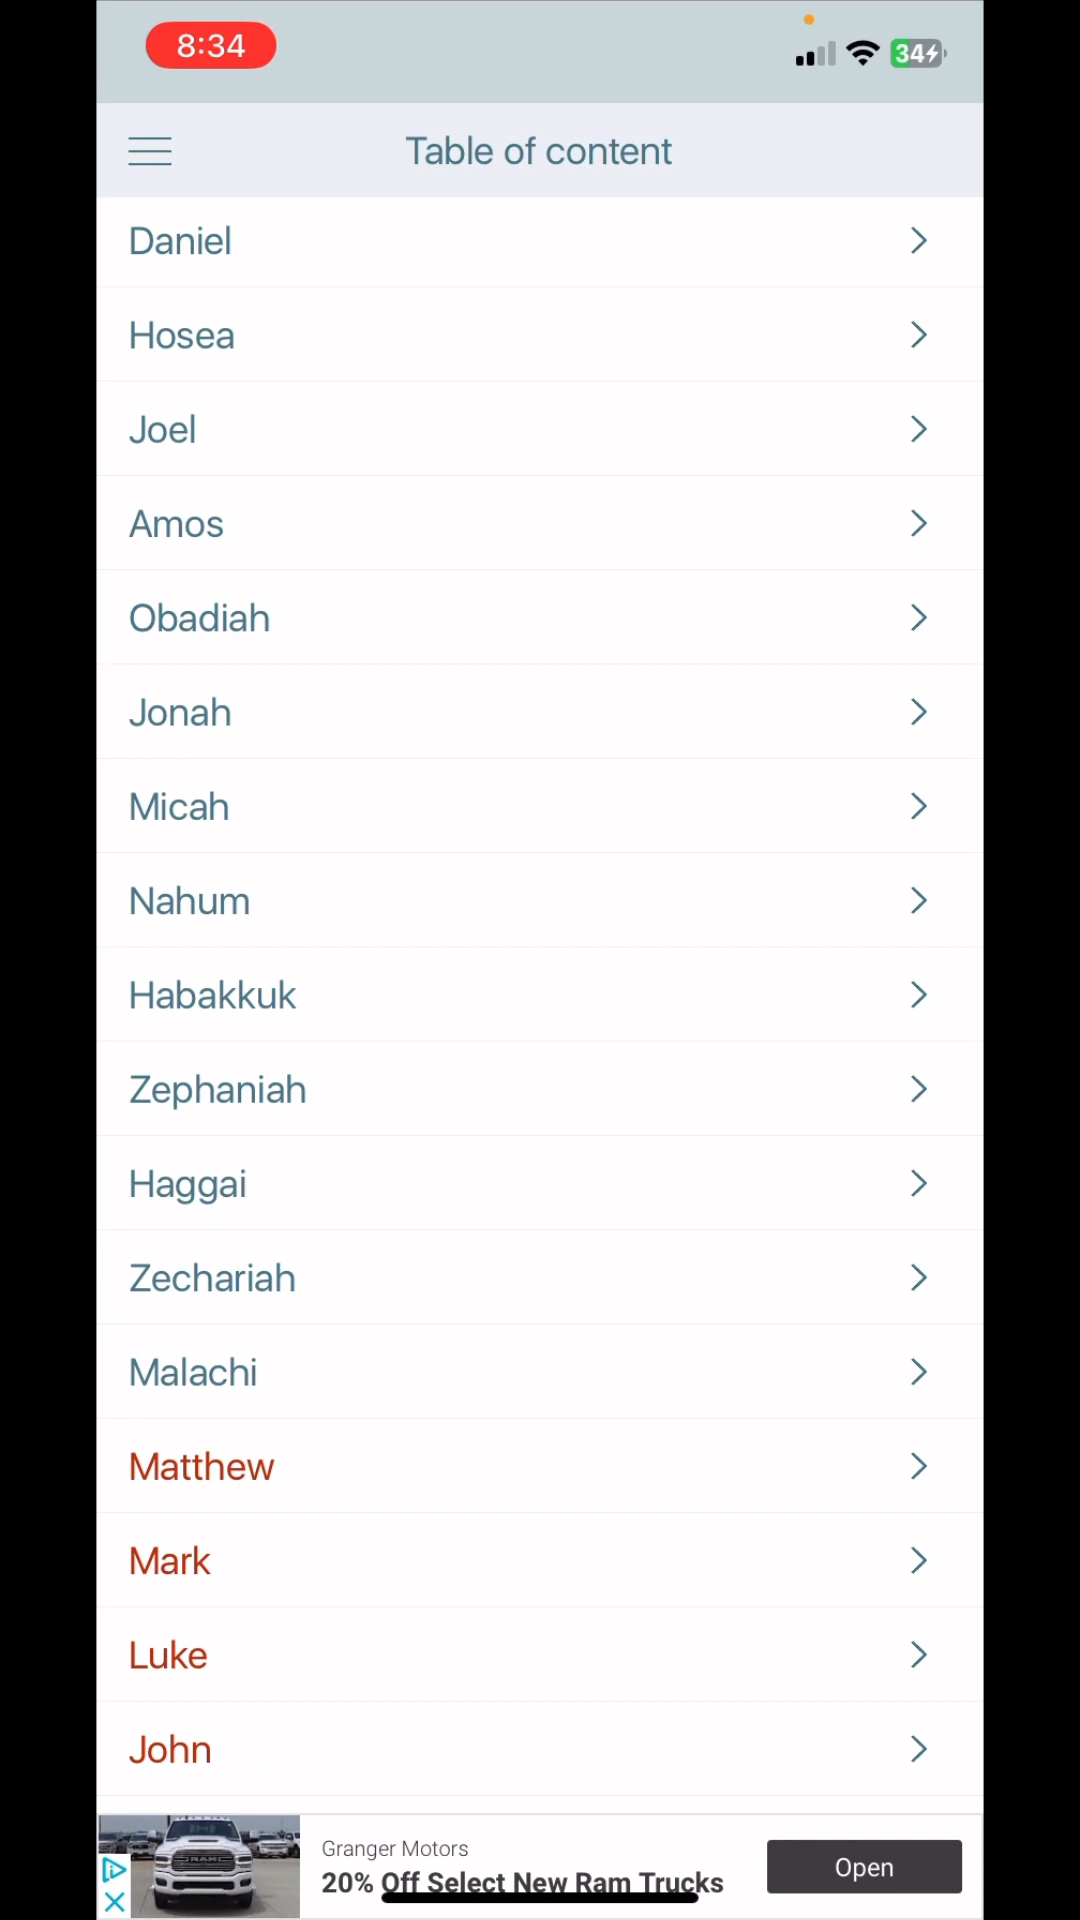 8:34
34
Table of content
Daniel
Hosea
Joel
Amos
Obadiah
Jonah
Micah
Nahum
Habakkuk
Zephaniah
Haggai
Zechariah
Malachi
Matthew
Mark
Luke
John
Granger Motors
20% Off Select New Ram Trucks
Open
RAM